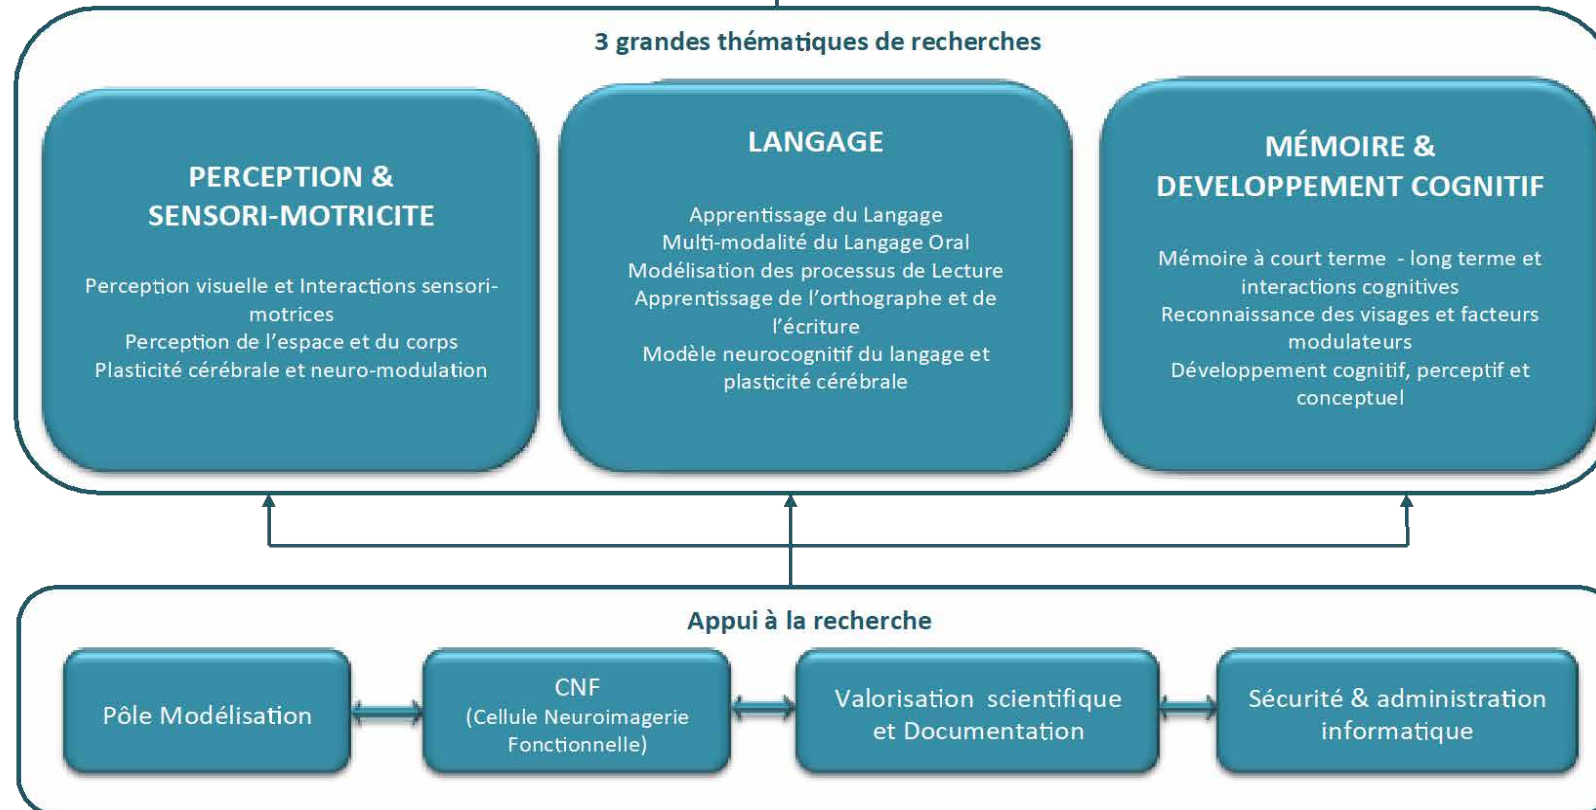 3 grandes thématiques de recherches
PERCEPTION &
SENSORI-MOTRICITE
Perception visuelle et Interactions sensori-
motrices
Perception de l'espace et du corps
Plasticité cérébrale et neuro-modulation
LANGAGE
Apprentissage du Langage
Multi-modalité du Langage Oral
Modélisation des processus de Lecture
Apprentissage de l'orthographe et de
l'écriture
Modèle neurocognitif du langage et
plasticité cérébrale
MÉMOIRE &
DEVELOPPEMENT COGNITIF
Mémoire à court terme - long terme et
interactions cognitives
Reconnaissance des visages et facteurs
modulateurs
Développement cognitif, perceptif et
conceptuel
Appui à la recherche
Pôle Modélisation
CNF
(Cellule Neuroimagerie
Fonctionnelle)
Valorisation scientifique
et Documentation
Sécurité & administration
informatique